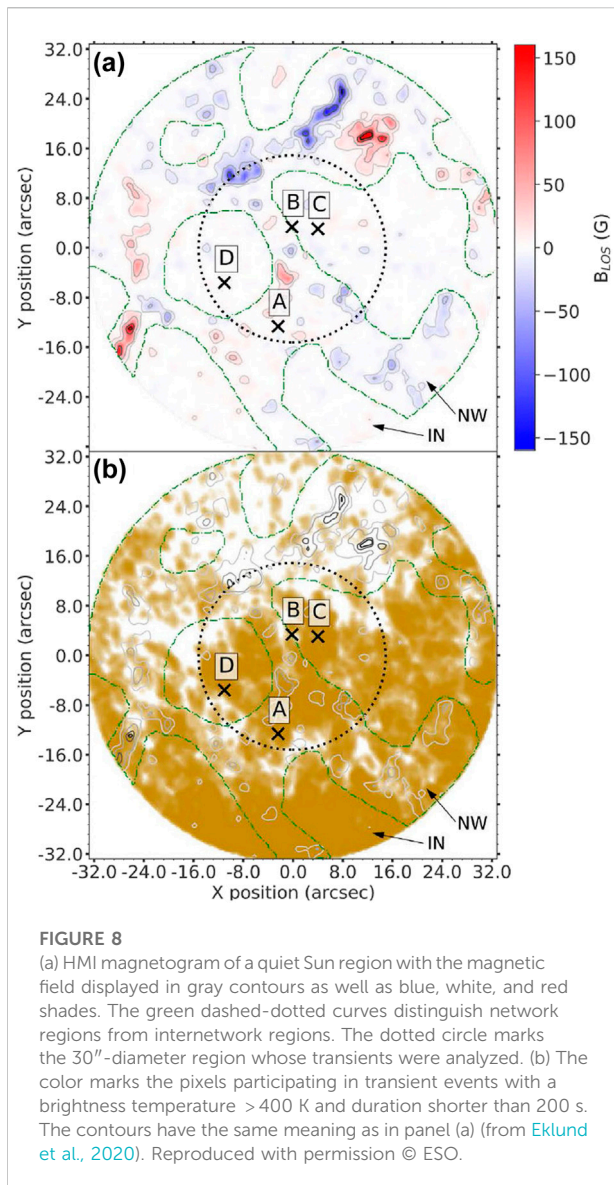 (a)
32.0
24.0
16.0
8.0
0.0
-8.0
-16.0
-24.0
Y position (arcsec)
B
C
D
A
NW
IN
150
100
50
0
−50
−100
−150
B_LOS (G)
(b)
32.0
24.0
16.0
8.0
0.0
-8.0
-16.0
-24.0
-32.0
Y position (arcsec)
B
C
D
A
NW
IN
-32.0 -24.0 -16.0 -8.0 0.0 8.0 16.0 24.0 32.0
X position (arcsec)
FIGURE 8
(a) HMI magnetogram of a quiet Sun region with the magnetic
field displayed in gray contours as well as blue, white, and red
shades. The green dashed-dotted curves distinguish network
regions from internetwork regions. The dotted circle marks
the 30″-diameter region whose transients were analyzed. (b) The
color marks the pixels participating in transient events with a
brightness temperature >400 K and duration shorter than 200 s.
The contours have the same meaning as in panel (a) (from Eklund
et al., 2020). Reproduced with permission © ESO.